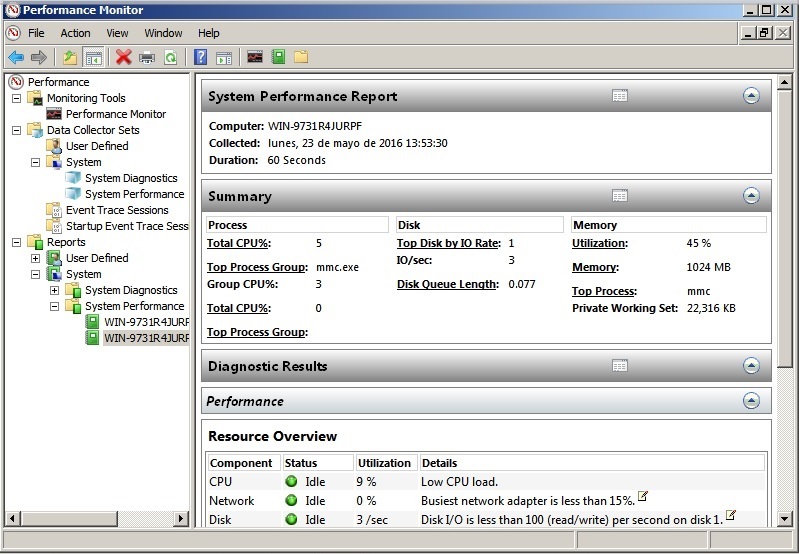 Performance Monitor
File Action View Window Help
Performance
Monitoring Tools
Performance Monitor
Data Collector Sets
User Defined
System
System Diagnostics
System Performance
Event Trace Sessions
Startup Event Trace Sess
Reports
User Defined
System
System Diagnostics
System Performance
WIN-9731R4JURPF
WIN-9731R4JURPF
System Performance Report
Computer: WIN-9731R4JURPF
Collected: lunes, 23 de mayo de 2016 13:53:30
Duration: 60 Seconds
Summary
Process Disk Memory
Total CPU%: 5 Top Disk by IO Rate: 1 Utilization: 45 %
IO/sec: 3
Top Process Group: mmc.exe Memory: 1024 MB
Group CPU%: 3 Disk Queue Length: 0.077 Top Process: mmc
Total CPU%: 0 Private Working Set: 22,316 KB
Top Process Group:
Diagnostic Results
Performance
Resource Overview
Component Status Utilization Details
CPU Idle 9 % Low CPU load.
Network Idle 0 % Busiest network adapter is less than 15%.
Disk Idle 3 /sec Disk I/O is less than 100 (read/write) per second on disk 1.